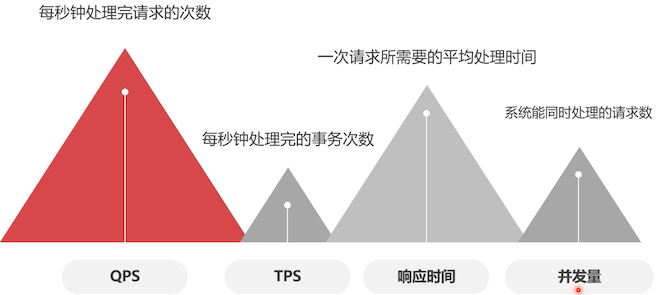 每秒钟处理完请求的次数
一次请求所需要的平均处理时间
系统能同时处理的请求数
每秒钟处理完的事务次数
QPS
TPS
响应时间
并发量